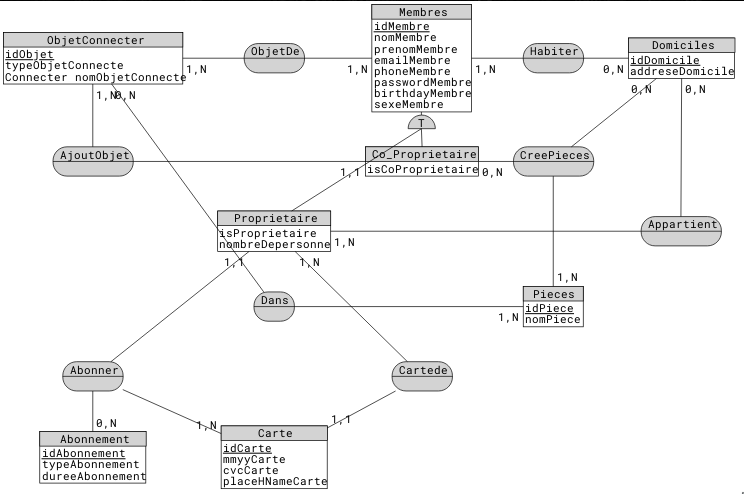 Membres
idMembre
nomMembre
prenomMembre
emailMembre
phoneMembre
passwordMembre
birthdayMembre
sexeMembre
ObjetConnecter
idObjet
typeObjetConnecte
Connecter nomObjetConnecte
ObjetDe
Habiter
Domiciles
idDomicile
addreseDomicile
1,N
1,N
1,N
0,N
1,N
0,N
0,N
0,N
T
AjoutObjet
Co_Proprietaire
isCoProprietaire
CreePieces
1,1
0,N
Proprietaire
isProprietaire
nombreDepersonne
1,N
Appartient
1,1
1,N
1,N
Dans
Pieces
idPiece
nomPiece
1,N
Abonner
Cartede
0,N
1,N
1,1
Abonnement
idAbonnement
typeAbonnement
dureeAbonnement
Carte
idCarte
mmyyCarte
cvcCarte
placeHNameCarte